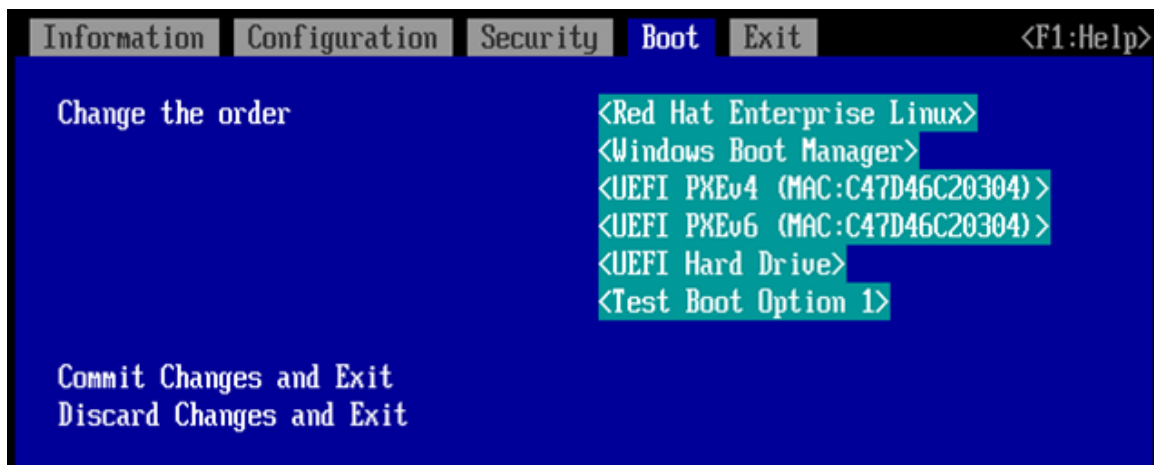 Information Configuration Security Boot Exit <F1:Help>
Change the order <Red Hat Enterprise Linux>
<Windows Boot Manager>
<UEFI PXEv4 (MAC:C47D46C20304)>
<UEFI PXEv6 (MAC:C47D46C20304)>
<UEFI Hard Drive>
<Test Boot Option 1>
Commit Changes and Exit
Discard Changes and Exit